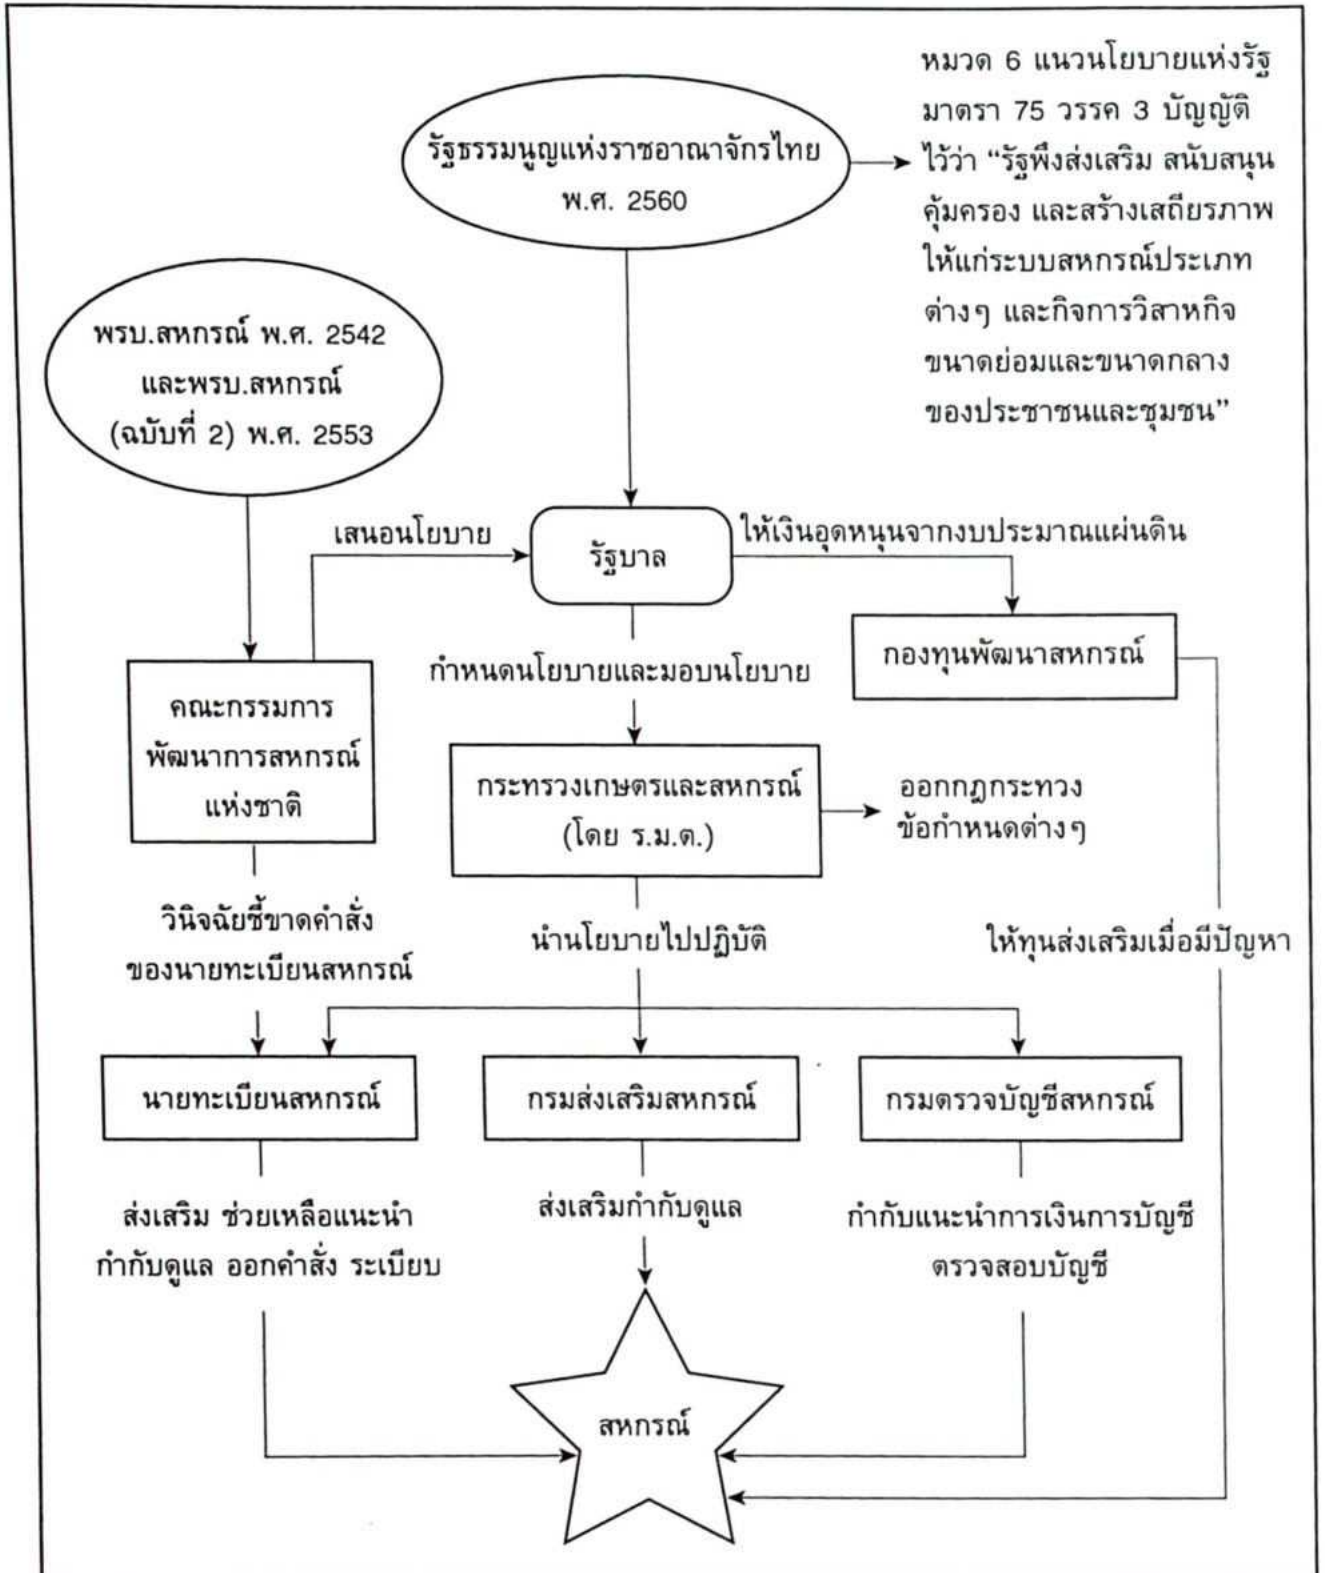 หมวด 6 แนวนโยบายแห่งรัฐ
มาตรา 75 วรรค 3 บัญญัติ
ไว้ว่า “รัฐพึงส่งเสริม สนับสนุน
คุ้มครอง และสร้างเสถียรภาพ
ให้แก่ระบบสหกรณ์ประเภท
ต่างๆ และกิจการวิสาหกิจ
ขนาดย่อมและขนาดกลาง
ของประชาชนและชุมชน”
รัฐธรรมนูญแห่งราชอาณาจักรไทย
พ.ศ. 2560
พรบ.สหกรณ์ พ.ศ. 2542
และพรบ.สหกรณ์
(ฉบับที่ 2) พ.ศ. 2553
เสนอนโยบาย
รัฐบาล
ให้เงินอุดหนุนจากงบประมาณแผ่นดิน
กองทุนพัฒนาสหกรณ์
กำหนดนโยบายและมอบนโยบาย
คณะกรรมการ
พัฒนาการสหกรณ์
แห่งชาติ
กระทรวงเกษตรและสหกรณ์
(โดย ร.ม.ต.)
ออกกฎกระทวง
ข้อกำหนดต่างๆ
วินิจฉัยชี้ขาดคำสั่ง
ของนายทะเบียนสหกรณ์
นำนโยบายไปปฏิบัติ
ให้ทุนส่งเสริมเมื่อมีปัญหา
นายทะเบียนสหกรณ์
กรมส่งเสริมสหกรณ์
กรมตรวจบัญชีสหกรณ์
ส่งเสริม ช่วยเหลือแนะนำ
กำกับดูแล ออกคำสั่ง ระเบียบ
ส่งเสริมกำกับดูแล
กำกับแนะนำการเงินการบัญชี
ตรวจสอบบัญชี
สหกรณ์